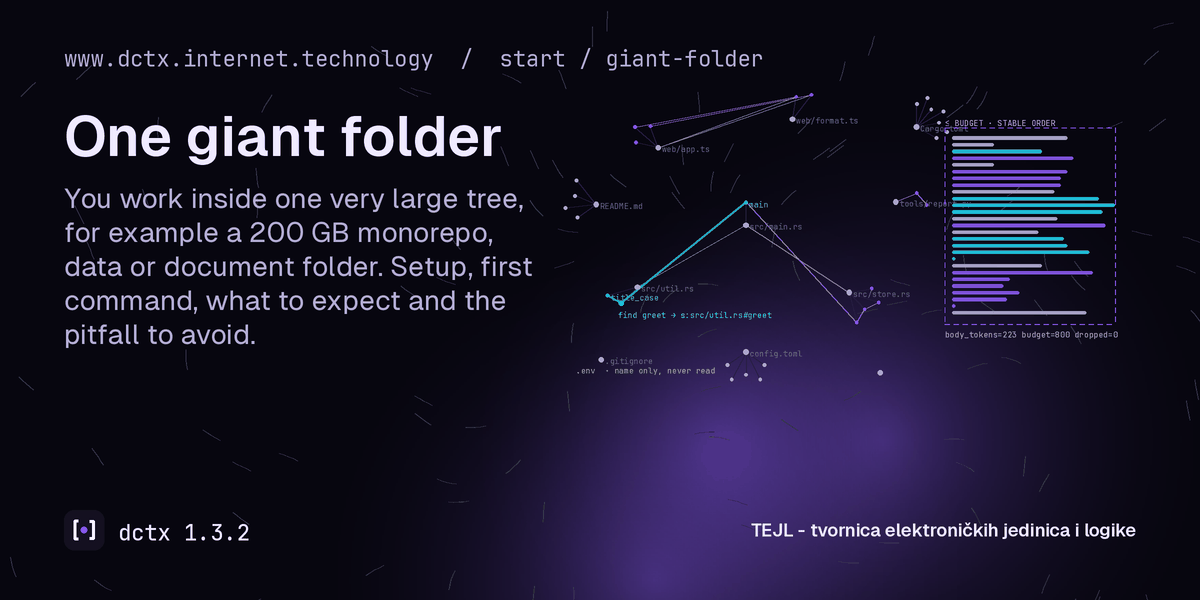 www.dctx.internet.technology / start / giant-folder
One giant folder
You work inside one very large tree,
for example a 200 GB monorepo,
data or document folder. Setup, first
command, what to expect and the
pitfall to avoid.
web/format.ts
web/app.ts
≤ BUDGET · STABLE ORDER
README.md
main
src/main.rs
src/util.rs
title_case
src/store.rs
find greet → s:src/util.rs#greet
body_tokens=223 budget=800 dropped=0
.gitignore
config.toml
.env · name only, never read
dctx 1.3.2
TEJL - tvornica elektroničkih jedinica i logike